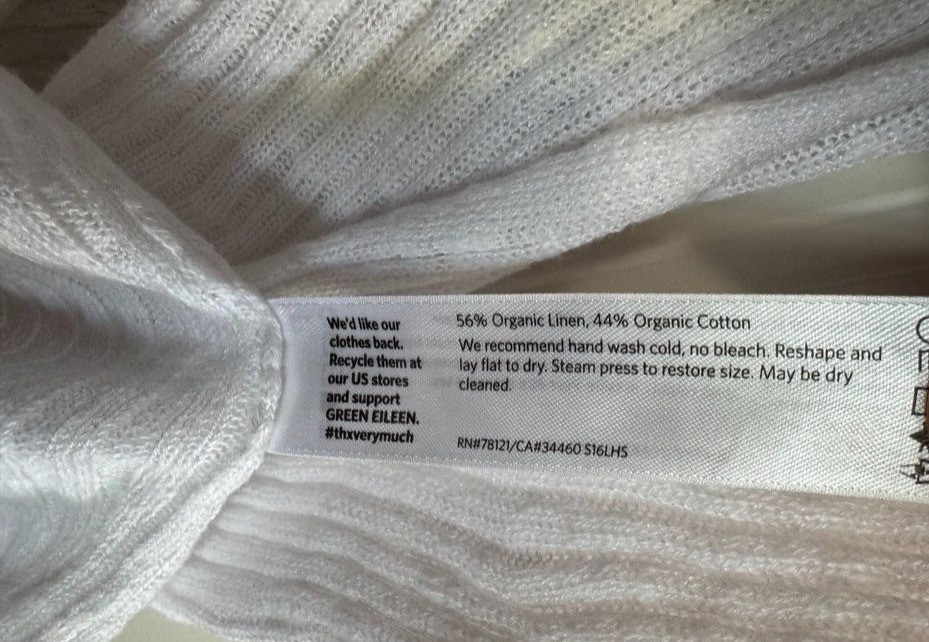 We'd like our
clothes back.
Recycle them at
our US stores
and support
GREEN EILEEN.
#thxverymuch
56% Organic Linen, 44% Organic Cotton
We recommend hand wash cold, no bleach. Reshape and
lay flat to dry. Steam press to restore size. May be dry
cleaned.
RN#78121/CA#34460 S16LHS